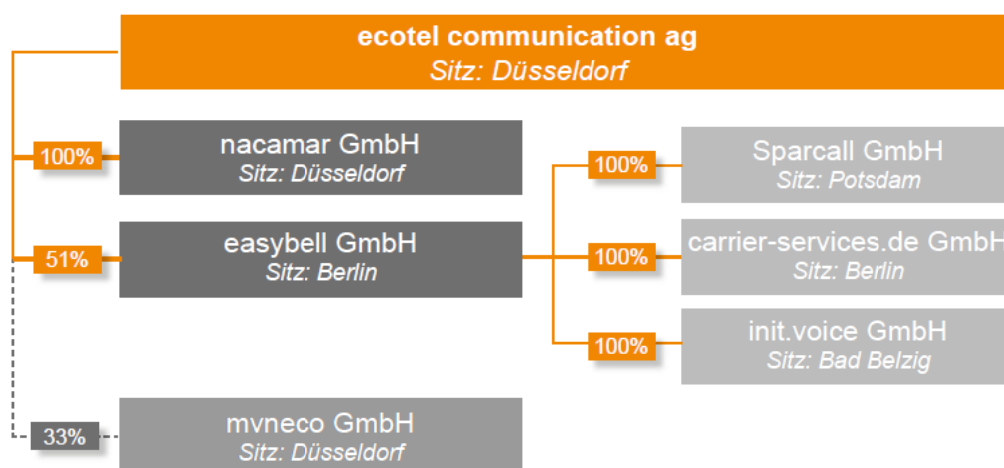 ecotel communication ag
Sitz: Düsseldorf
100%
nacamar GmbH
Sitz: Düsseldorf
51%
easybell GmbH
Sitz: Berlin
100%
Sparcall GmbH
Sitz: Potsdam
100%
carrier-services.de GmbH
Sitz: Berlin
100%
init.voice GmbH
Sitz: Bad Belzig
33%
mvneco GmbH
Sitz: Düsseldorf